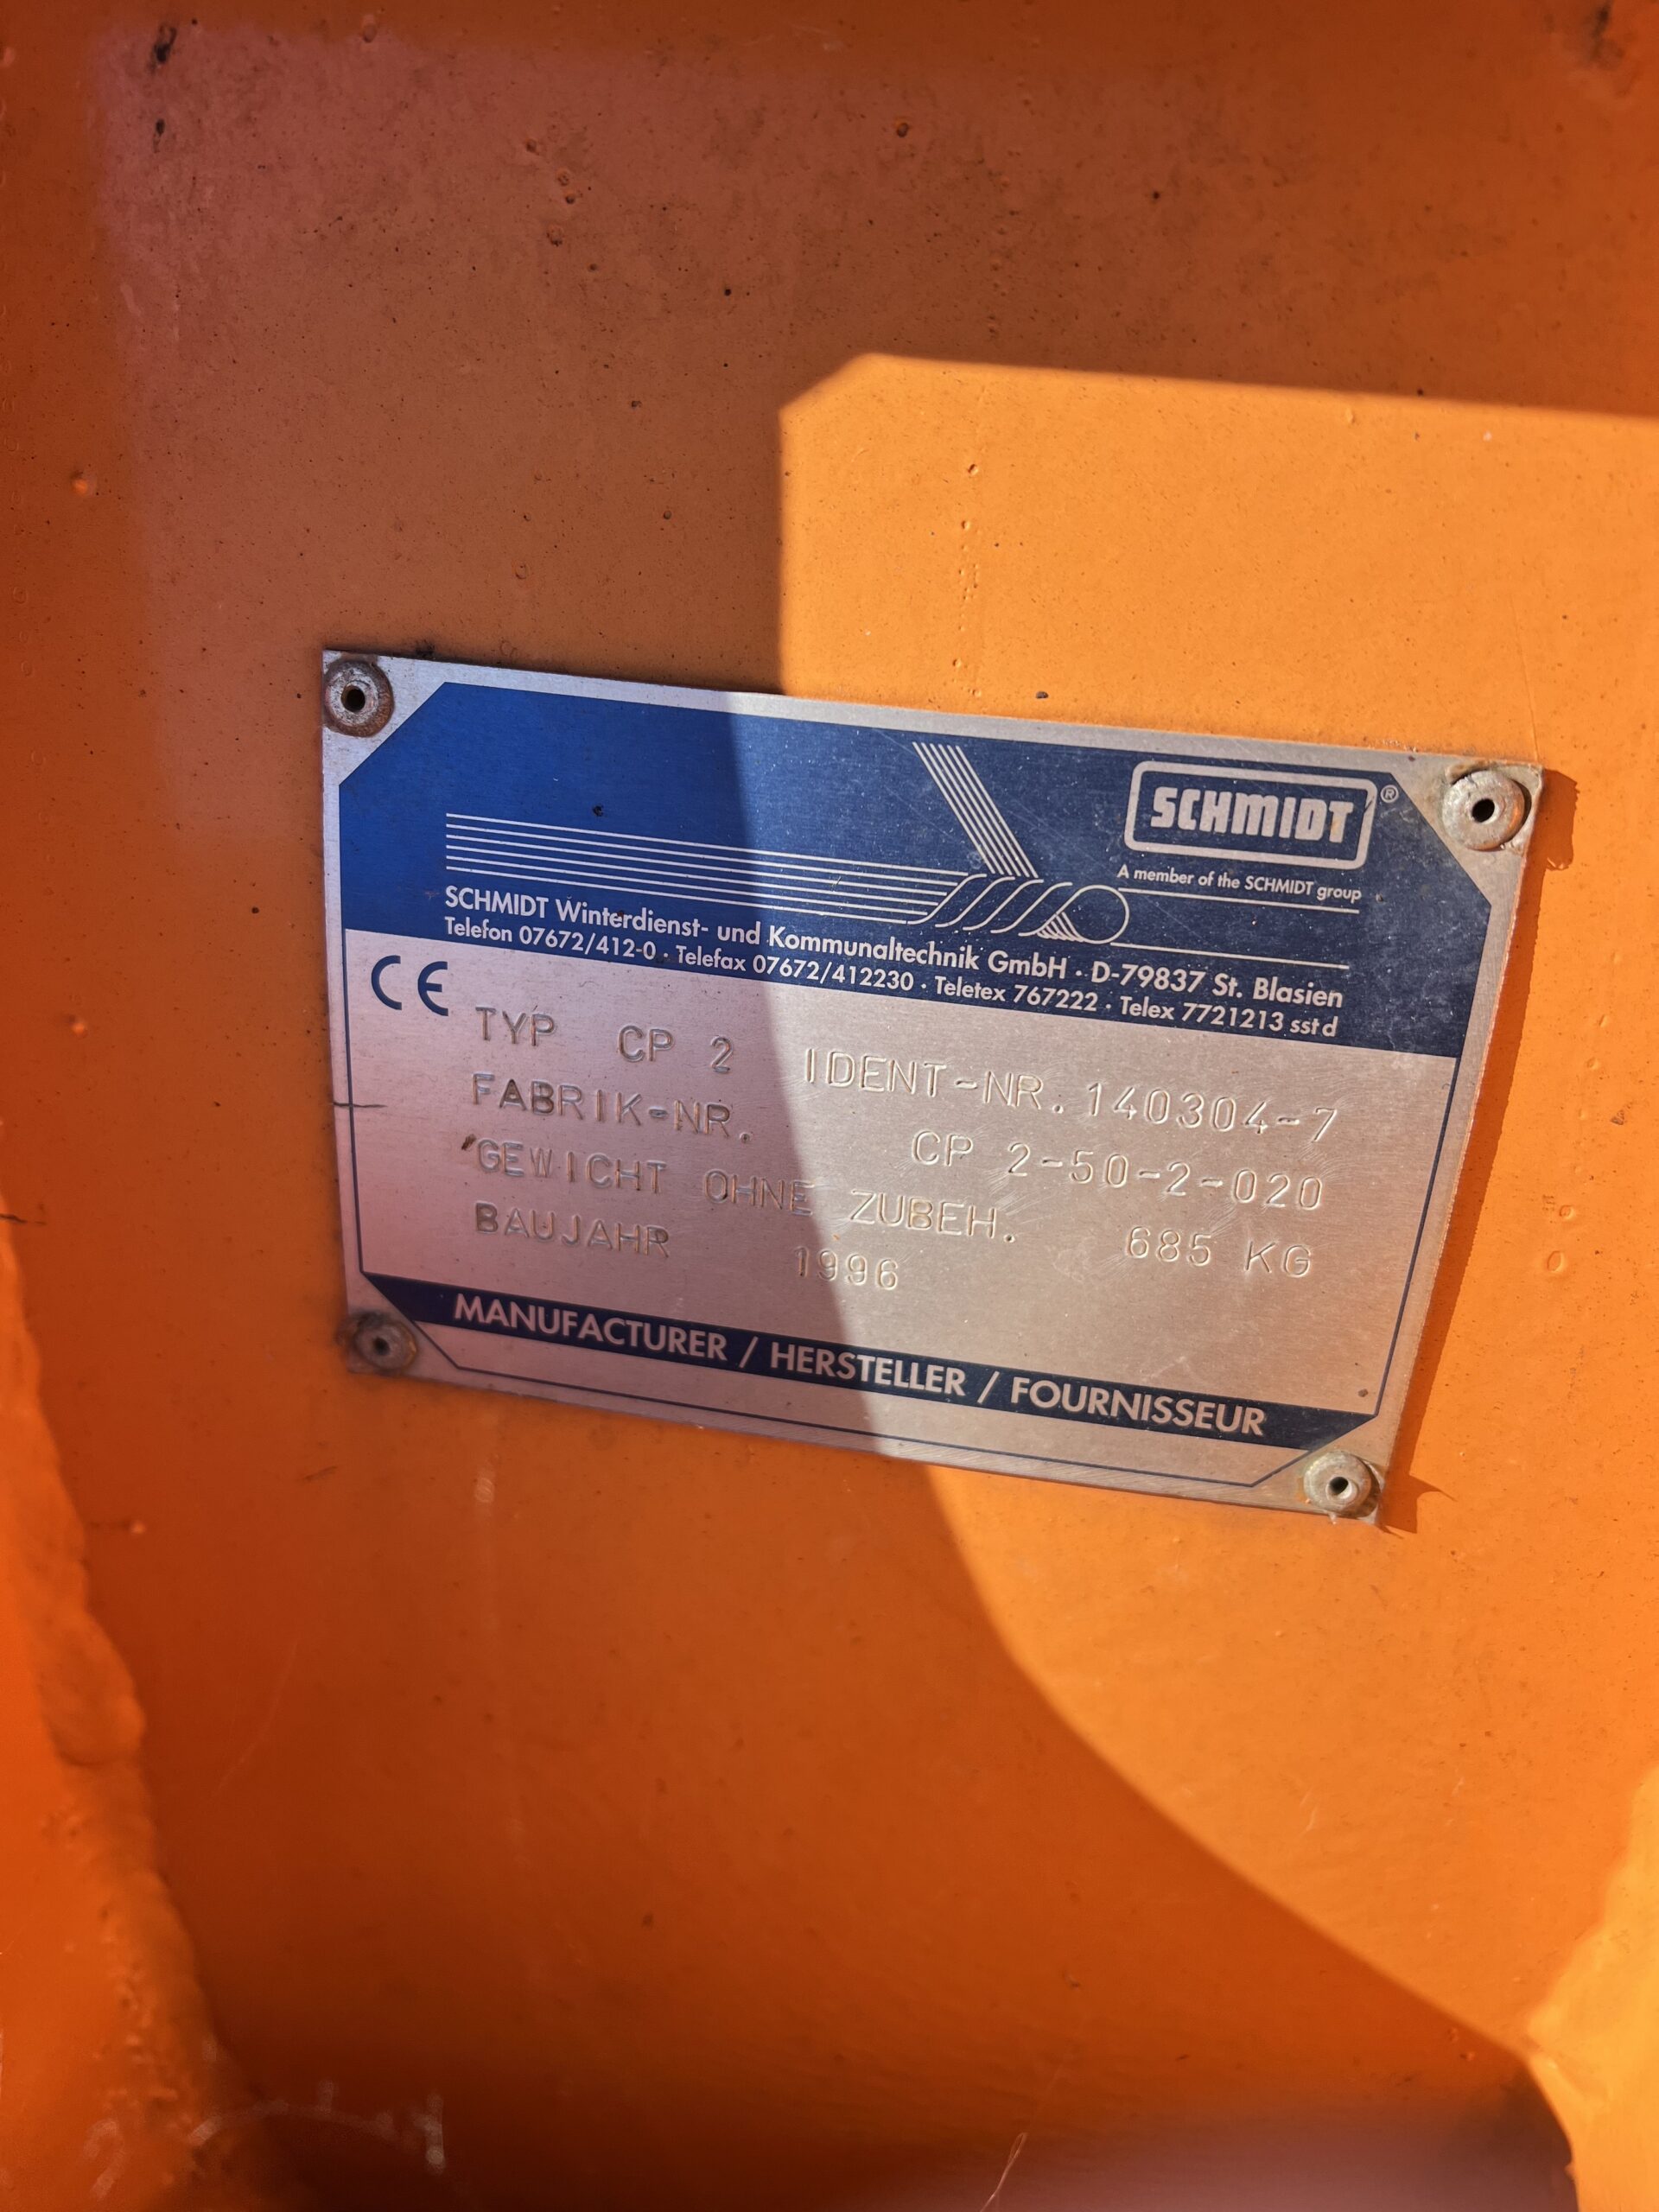 SCHMIDT®
A member of the SCHMIDT group
SCHMIDT Winterdienst- und Kommunaltechnik GmbH · D-79837 St. Blasien
Telefon 07672/412-0 · Telefax 07672/412230 · Teletex 767222 · Telex 7721213 sst d
CE
TYP CP 2 IDENT-NR. 140304-7
FABRIK-NR. CP 2-50-2-020
GEWICHT OHNE ZUBEH. 685 KG
BAUJAHR 1996
MANUFACTURER / HERSTELLER / FOURNISSEUR